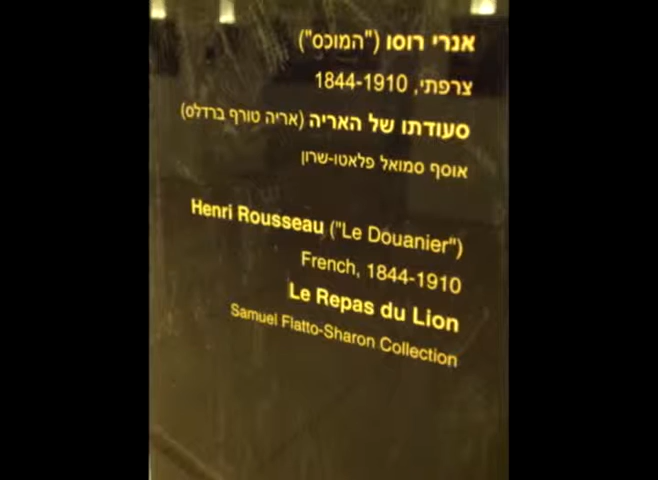 אנרי רוסו ("המוכס")
צרפתי, 1844-1910
סעודתו של האריה (אריה טורף ברדלס)
אוסף סמואל פלאטו-שרון
Henri Rousseau ("Le Douanier")
French, 1844-1910
Le Repas du Lion
Samuel Flatto-Sharon Collection